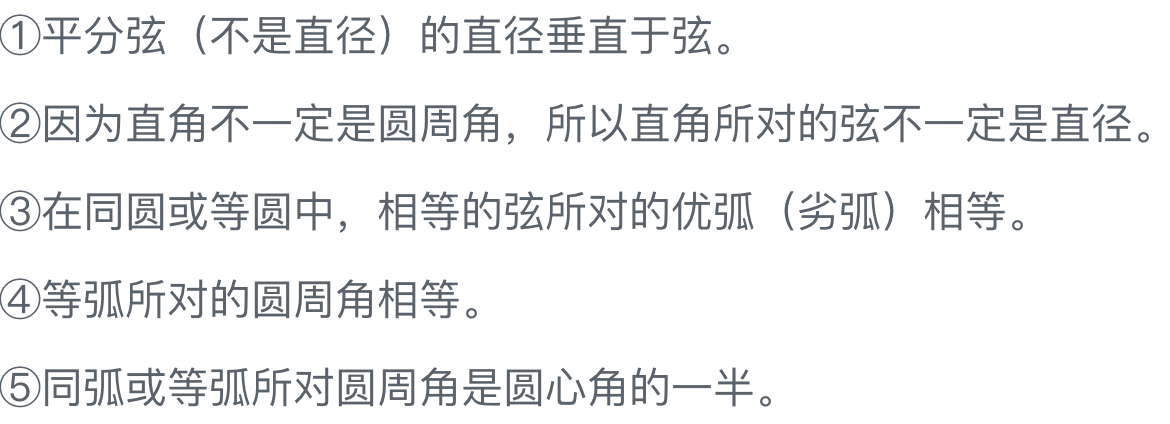 ①平分弦（不是直径）的直径垂直于弦。
②因为直角不一定是圆周角，所以直角所对的弦不一定是直径。
③在同圆或等圆中，相等的弦所对的优弧（劣弧）相等。
④等弧所对的圆周角相等。
⑤同弧或等弧所对圆周角是圆心角的一半。